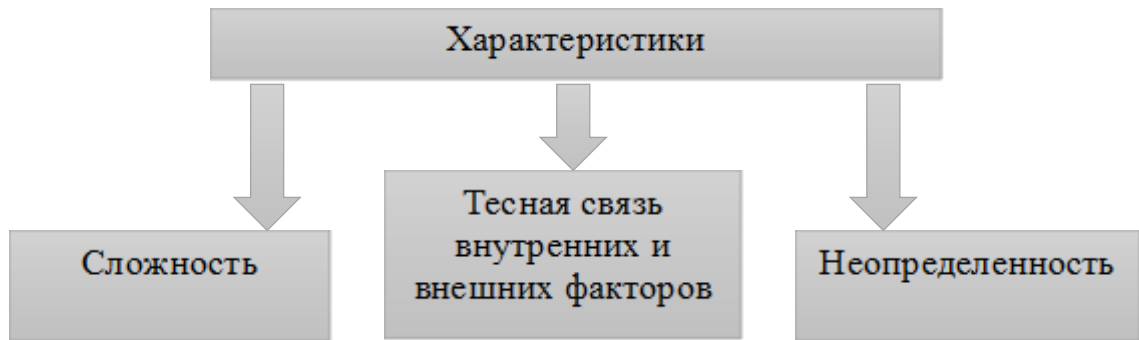 Характеристики
Сложность
Тесная связь
внутренних и
внешних факторов
Неопределенность